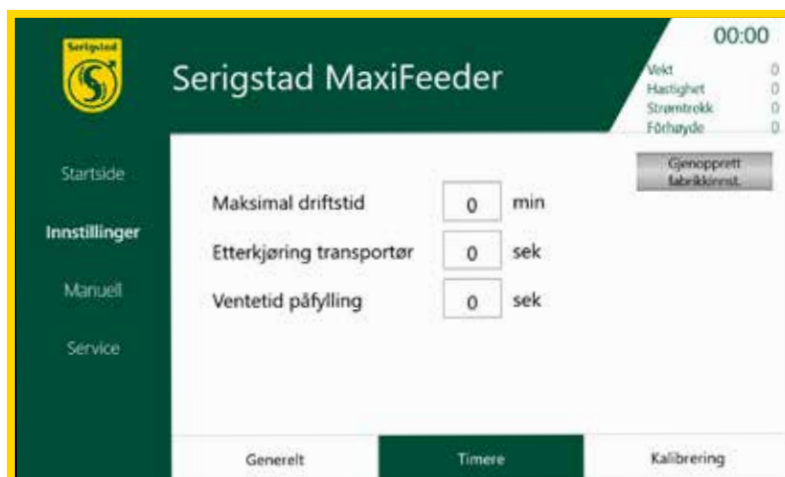 Serigstad
Serigstad MaxiFeeder
00:00
Vekt 0
Hastighet 0
Strømtrekk 0
Fôrhøyde 0
Gjenopprett
fabrikkinnst.
Startside
Innstillinger
Manuell
Service
Maksimal driftstid 0 min
Etterkjøring transportør 0 sek
Ventetid påfylling 0 sek
Generelt
Timere
Kalibrering